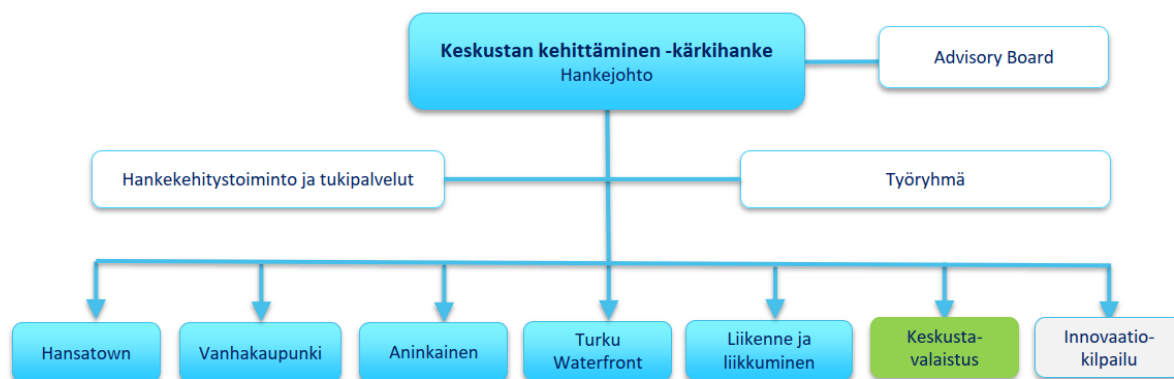 Keskustan kehittäminen -kärkihanke
Hankejohto
Advisory Board
Hankekehitystoiminto ja tukipalvelut
Työryhmä
Hansatown
Vanhakaupunki
Aninkainen
Turku
Waterfront
Liikenne ja
liikkuminen
Keskusta-
valaistus
Innovaatio-
kilpailu